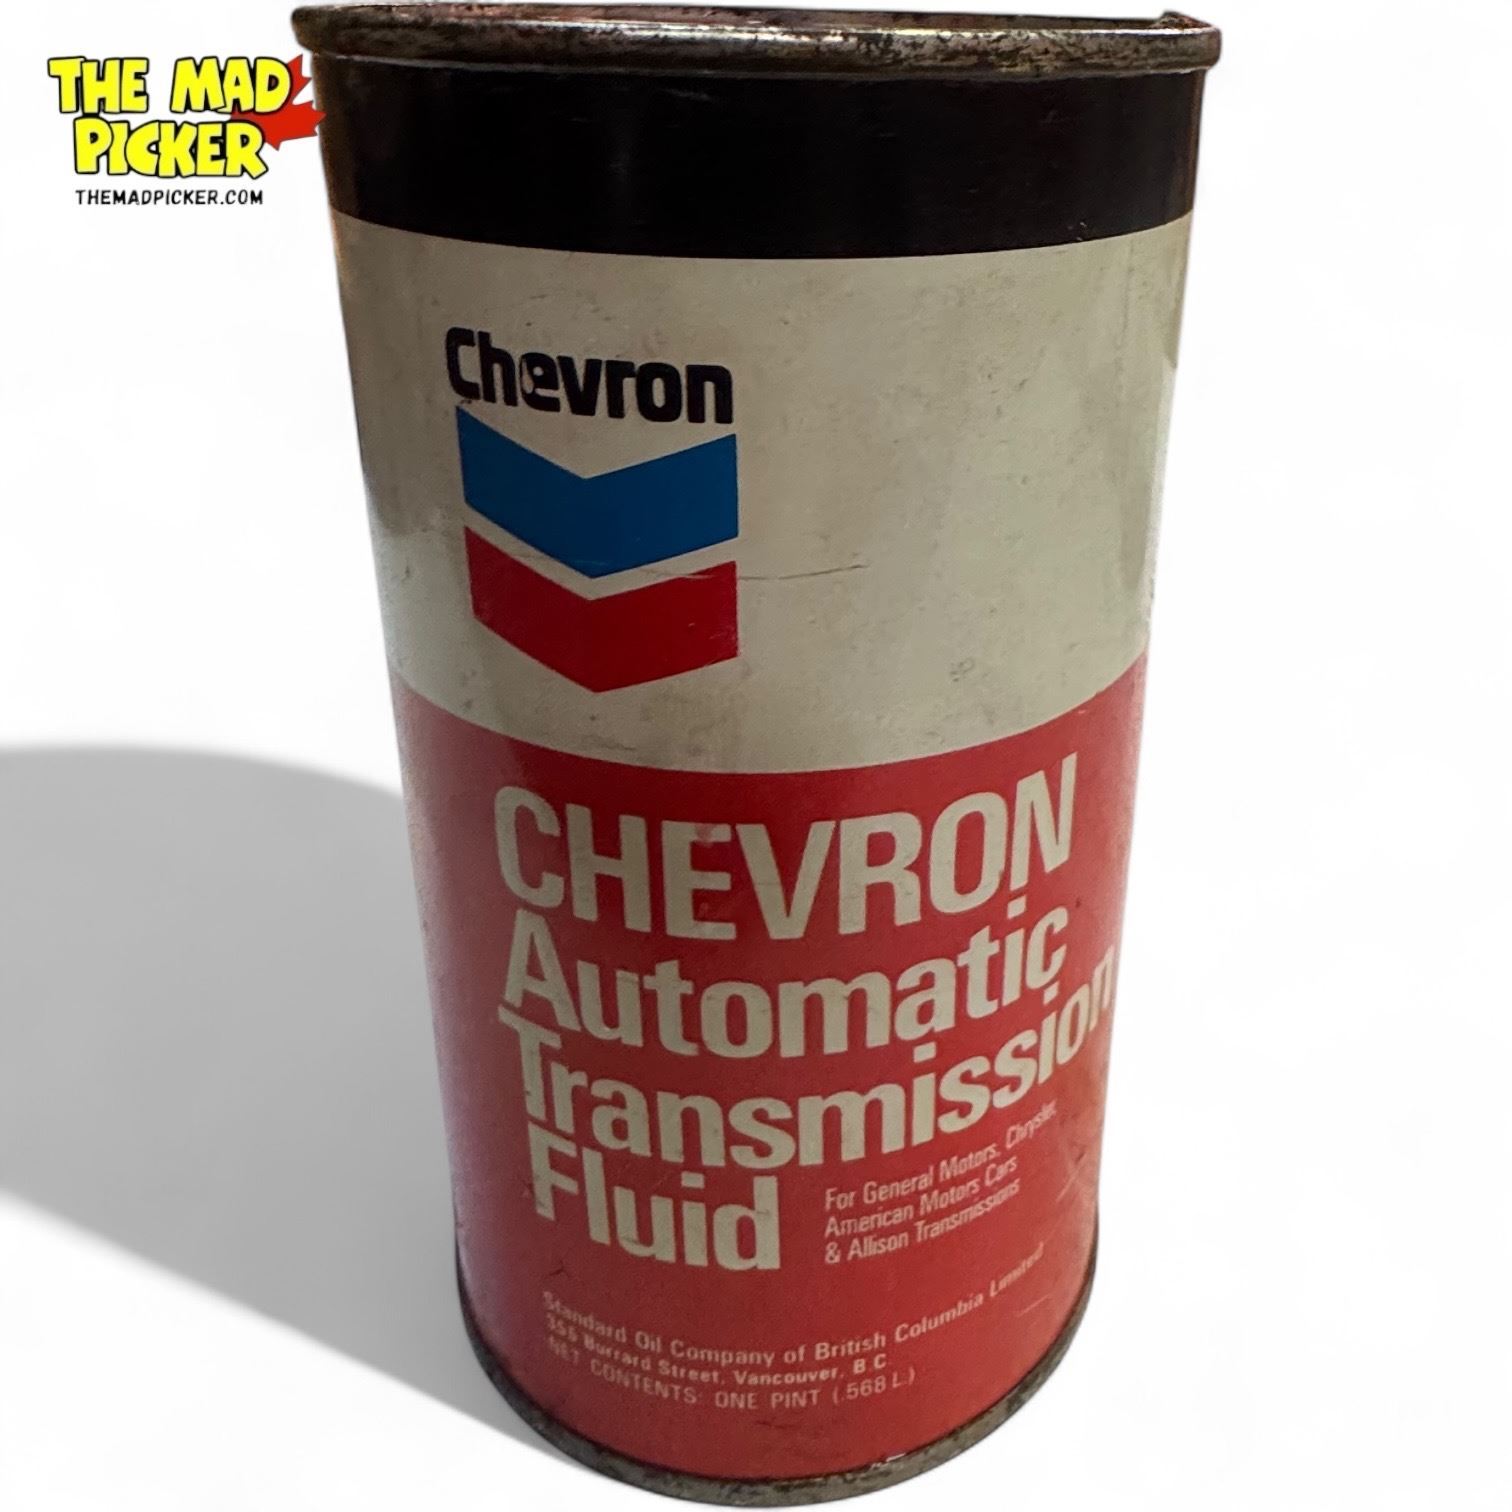 THE MAD
PICKER
THEMADPICKER.COM
Chevron
CHEVRON
Automatic
Transmission
Fluid
For General Motors, Chrysler,
American Motors Cars
& Allison Transmissions
Standard Oil Company of British Columbia Limited
355 Burrard Street, Vancouver, B.C.
NET CONTENTS: ONE PINT (.568 L.)